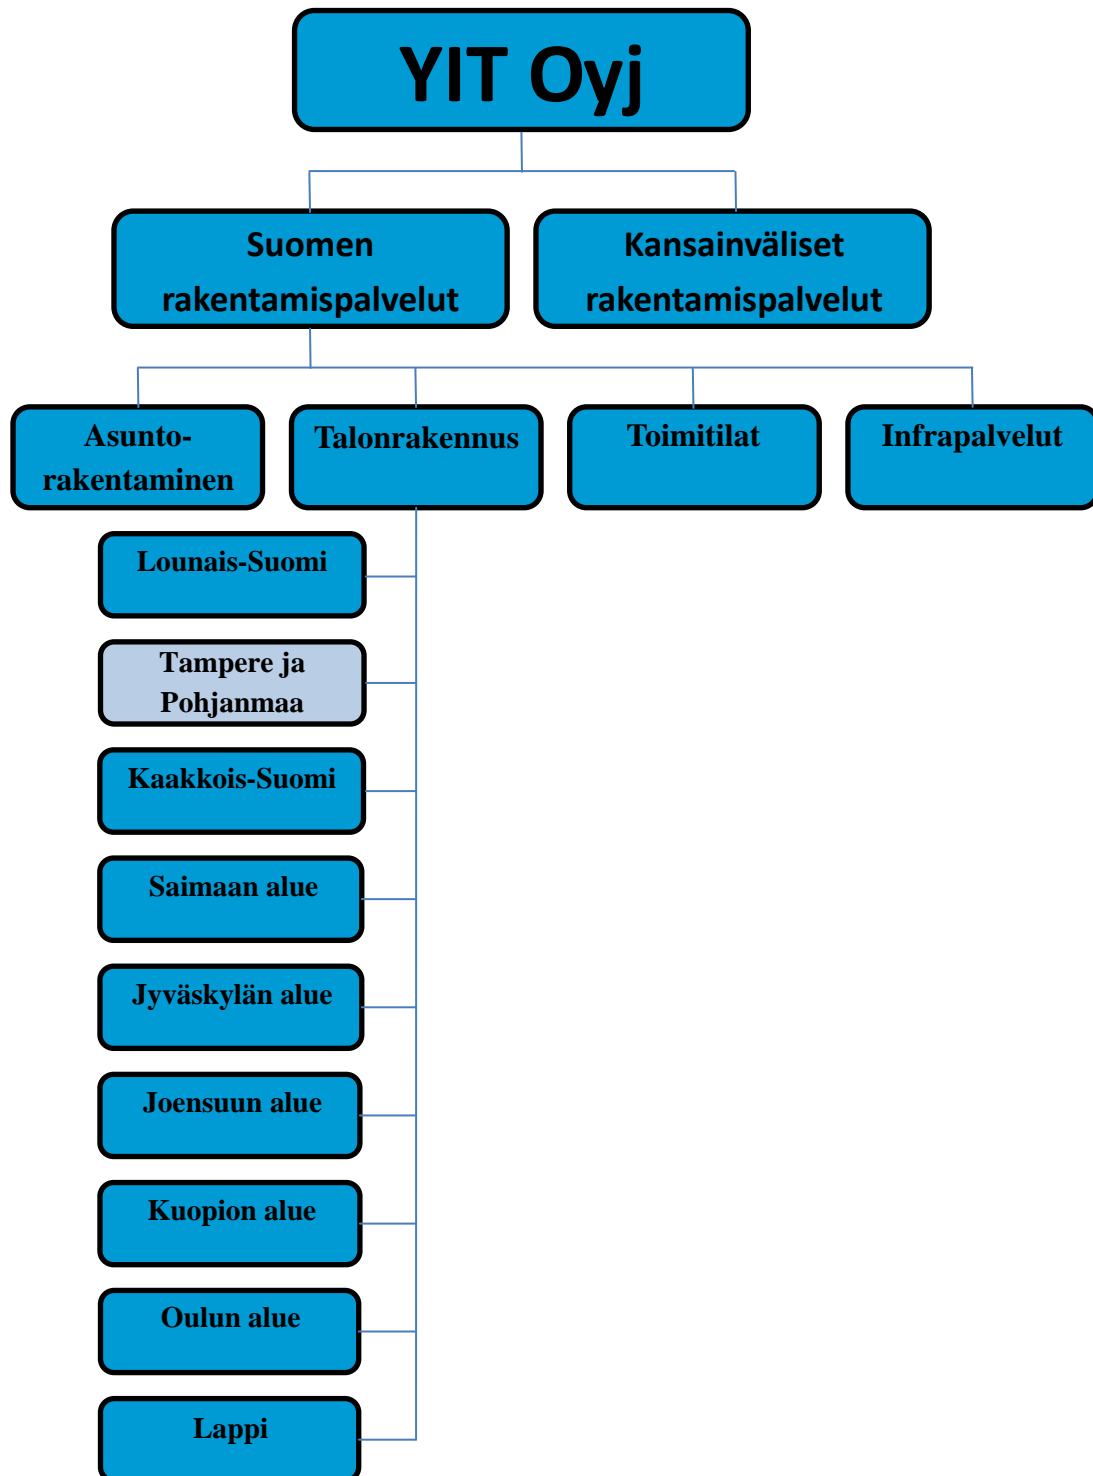 YIT Oyj
Suomen
rakentamispalvelut
Kansainväliset
rakentamispalvelut
Asunto-
rakentaminen
Talonrakennus
Toimitilat
Infrapalvelut
Lounais-Suomi
Tampere ja
Pohjanmaa
Kaakkois-Suomi
Saimaan alue
Jyväskylän alue
Joensuun alue
Kuopion alue
Oulun alue
Lappi